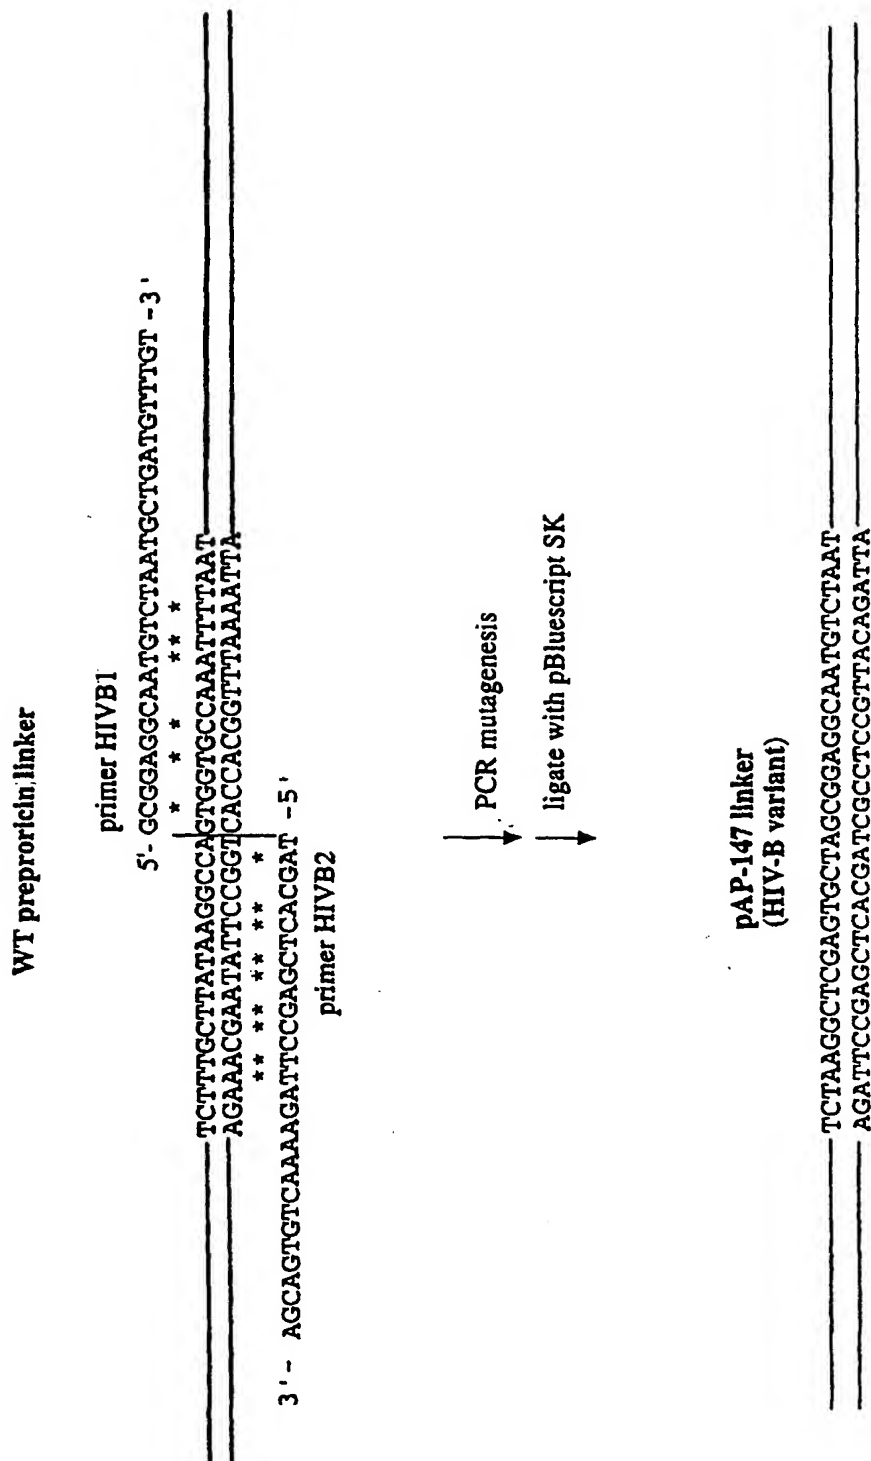 WT preproricin linker
primer HIVB1
5'- GCGGAGGCAATGTCTAATGCTGATGTTTGT -3'
* * * ** *
TCTTTGCTTATAAGGCCAGTGGTGCCAAATTTTAAT
AGAAACGAATATTCCGGTCACCACGGTTTAAAATTA
** ** ** ** *
3'- AGCAGTGTCAAAAGATTCCGAGCTCACGAT -5'
primer HIVB2
PCR mutagenesis
ligate with pBluescript SK
pAP-147 linker
(HIV-B variant)
TCTAAGGCTCGAGTGCTAGCGGAGGCAATGTCTAAT
AGATTCCGAGCTCACGATCGCCTCCGTTACAGATTA